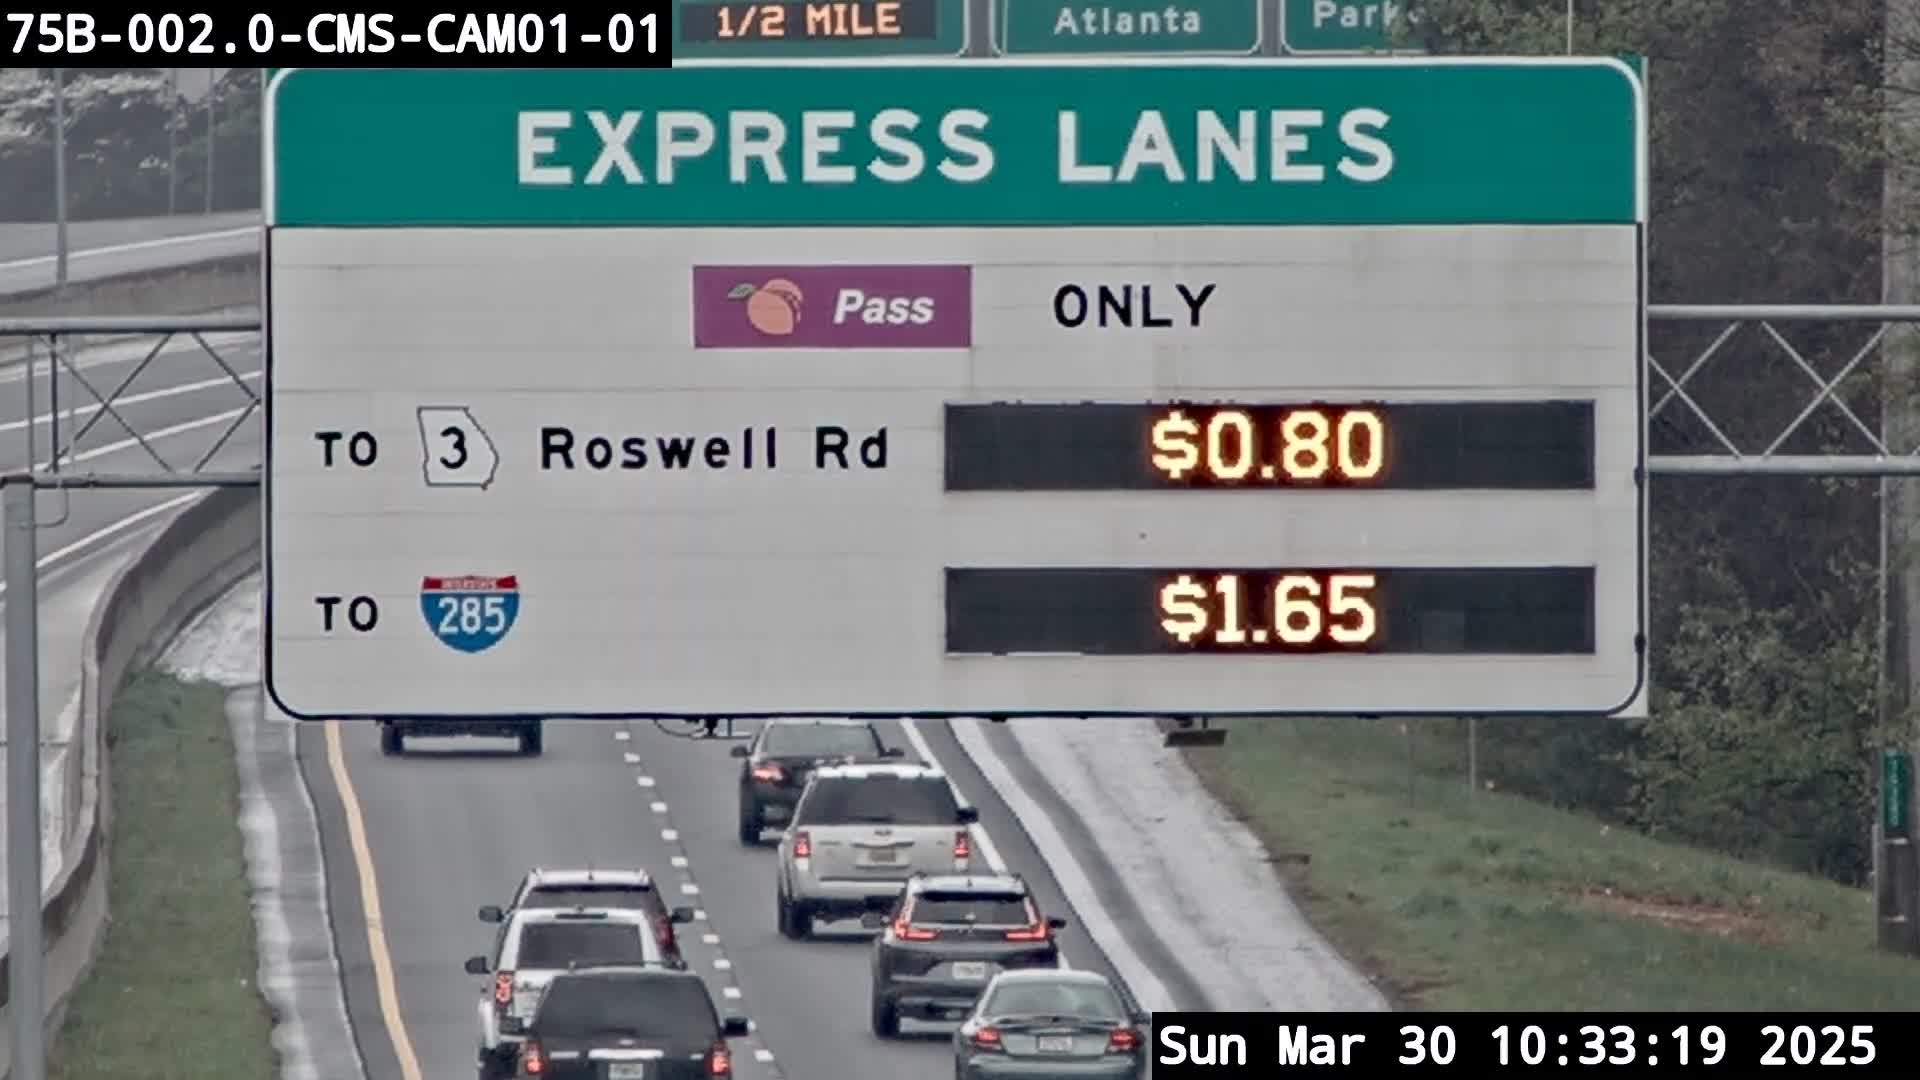 75B-002.0-CMS-CAM01-01
1/2 MILE
Atlanta
EXPRESS LANES
Pass ONLY
TO 3 Roswell Rd $0.80
TO INTERSTATE 285 $1.65
Sun Mar 30 10:33:19 2025